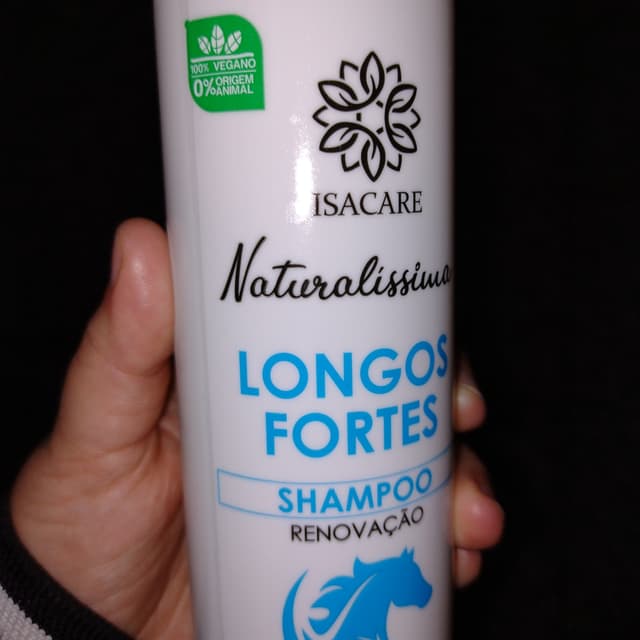 100% VEGANO
0% ORIGEM
ANIMAL
ISACARE
Naturalíssima
LONGOS
FORTES
SHAMPOO
RENOVAÇÃO